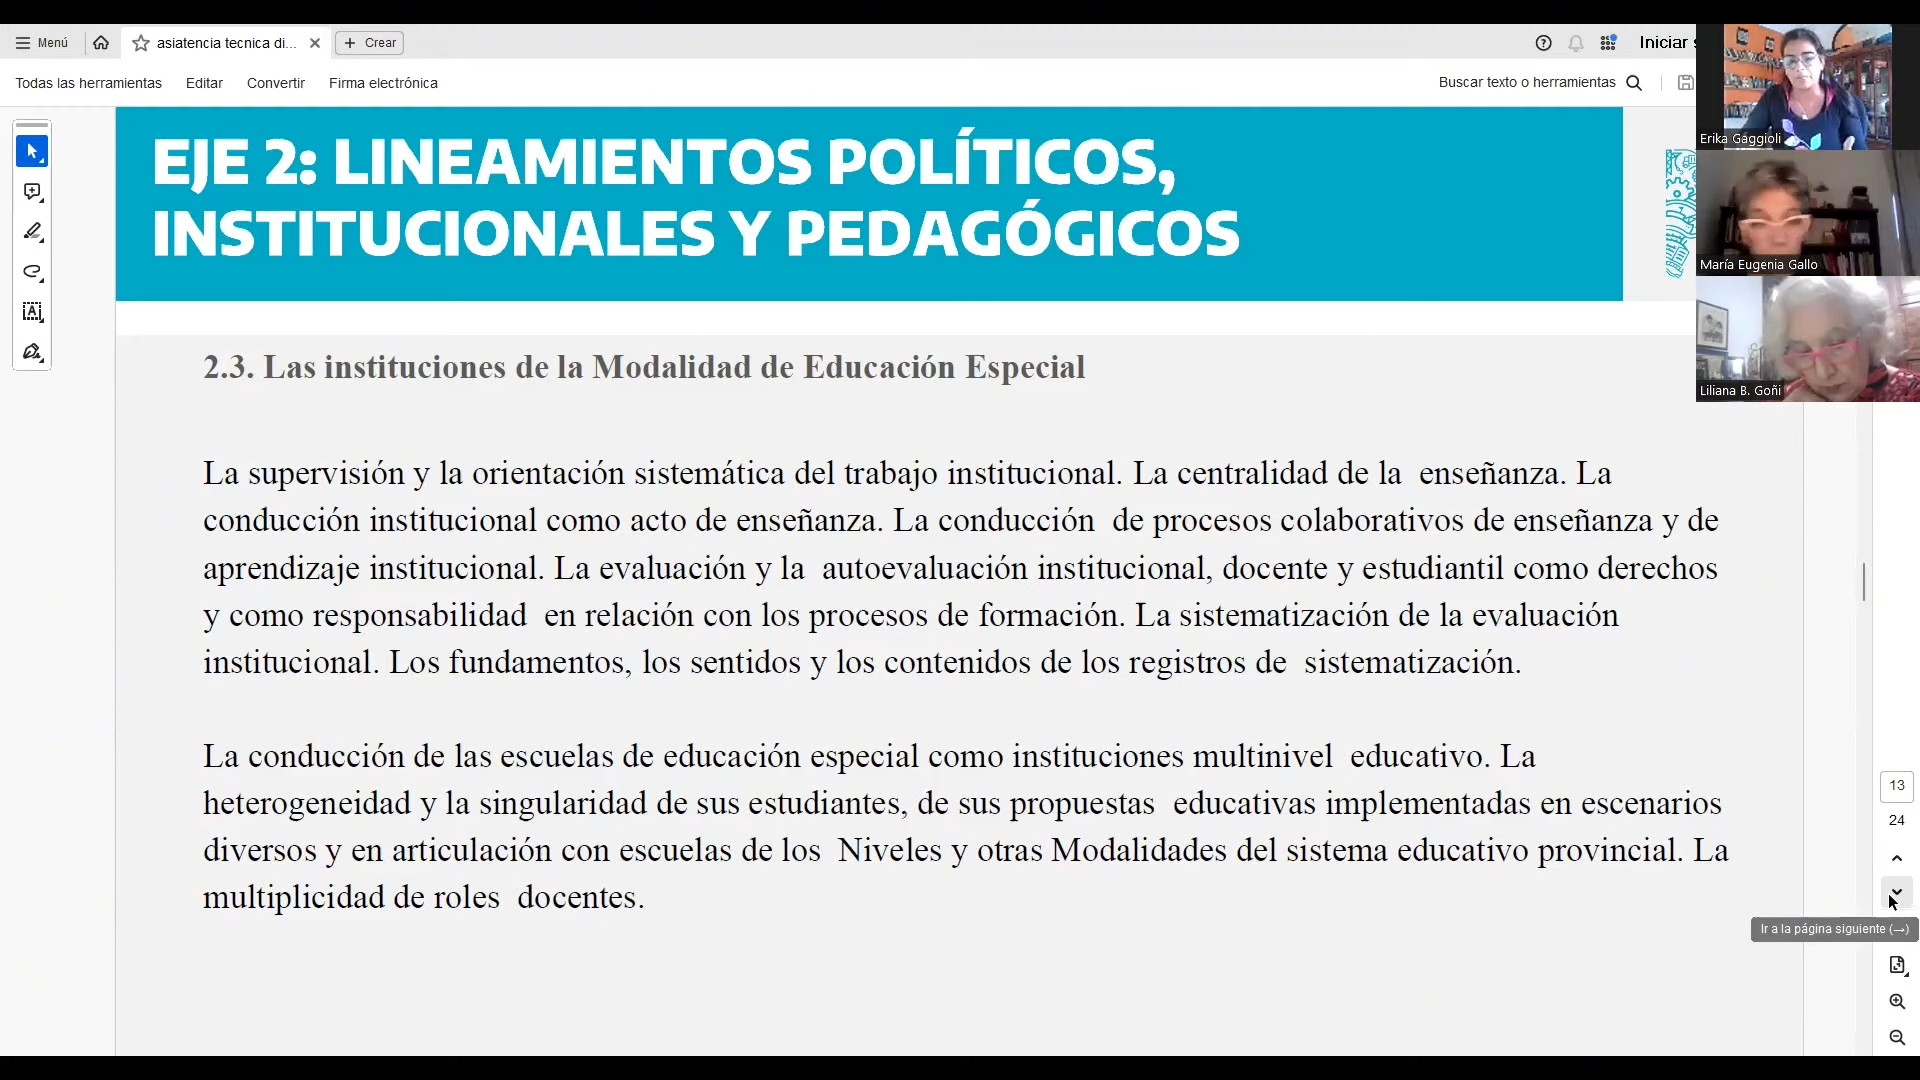 Menú
asiatencia tecnica di...
Crear
Iniciar s
Todas las herramientas
Editar
Convertir
Firma electrónica
Buscar texto o herramientas
EJE 2: LINEAMIENTOS POLÍTICOS,
INSTITUCIONALES Y PEDAGÓGICOS
Erika Gaggioli
María Eugenia Gallo
Liliana B. Goñi
2.3. Las instituciones de la Modalidad de Educación Especial
La supervisión y la orientación sistemática del trabajo institucional. La centralidad de la enseñanza. La
conducción institucional como acto de enseñanza. La conducción de procesos colaborativos de enseñanza y de
aprendizaje institucional. La evaluación y la autoevaluación institucional, docente y estudiantil como derechos
y como responsabilidad en relación con los procesos de formación. La sistematización de la evaluación
institucional. Los fundamentos, los sentidos y los contenidos de los registros de sistematización.
La conducción de las escuelas de educación especial como instituciones multinivel educativo. La
heterogeneidad y la singularidad de sus estudiantes, de sus propuestas educativas implementadas en escenarios
diversos y en articulación con escuelas de los Niveles y otras Modalidades del sistema educativo provincial. La
multiplicidad de roles docentes.
13
24
Ir a la página siguiente (→)